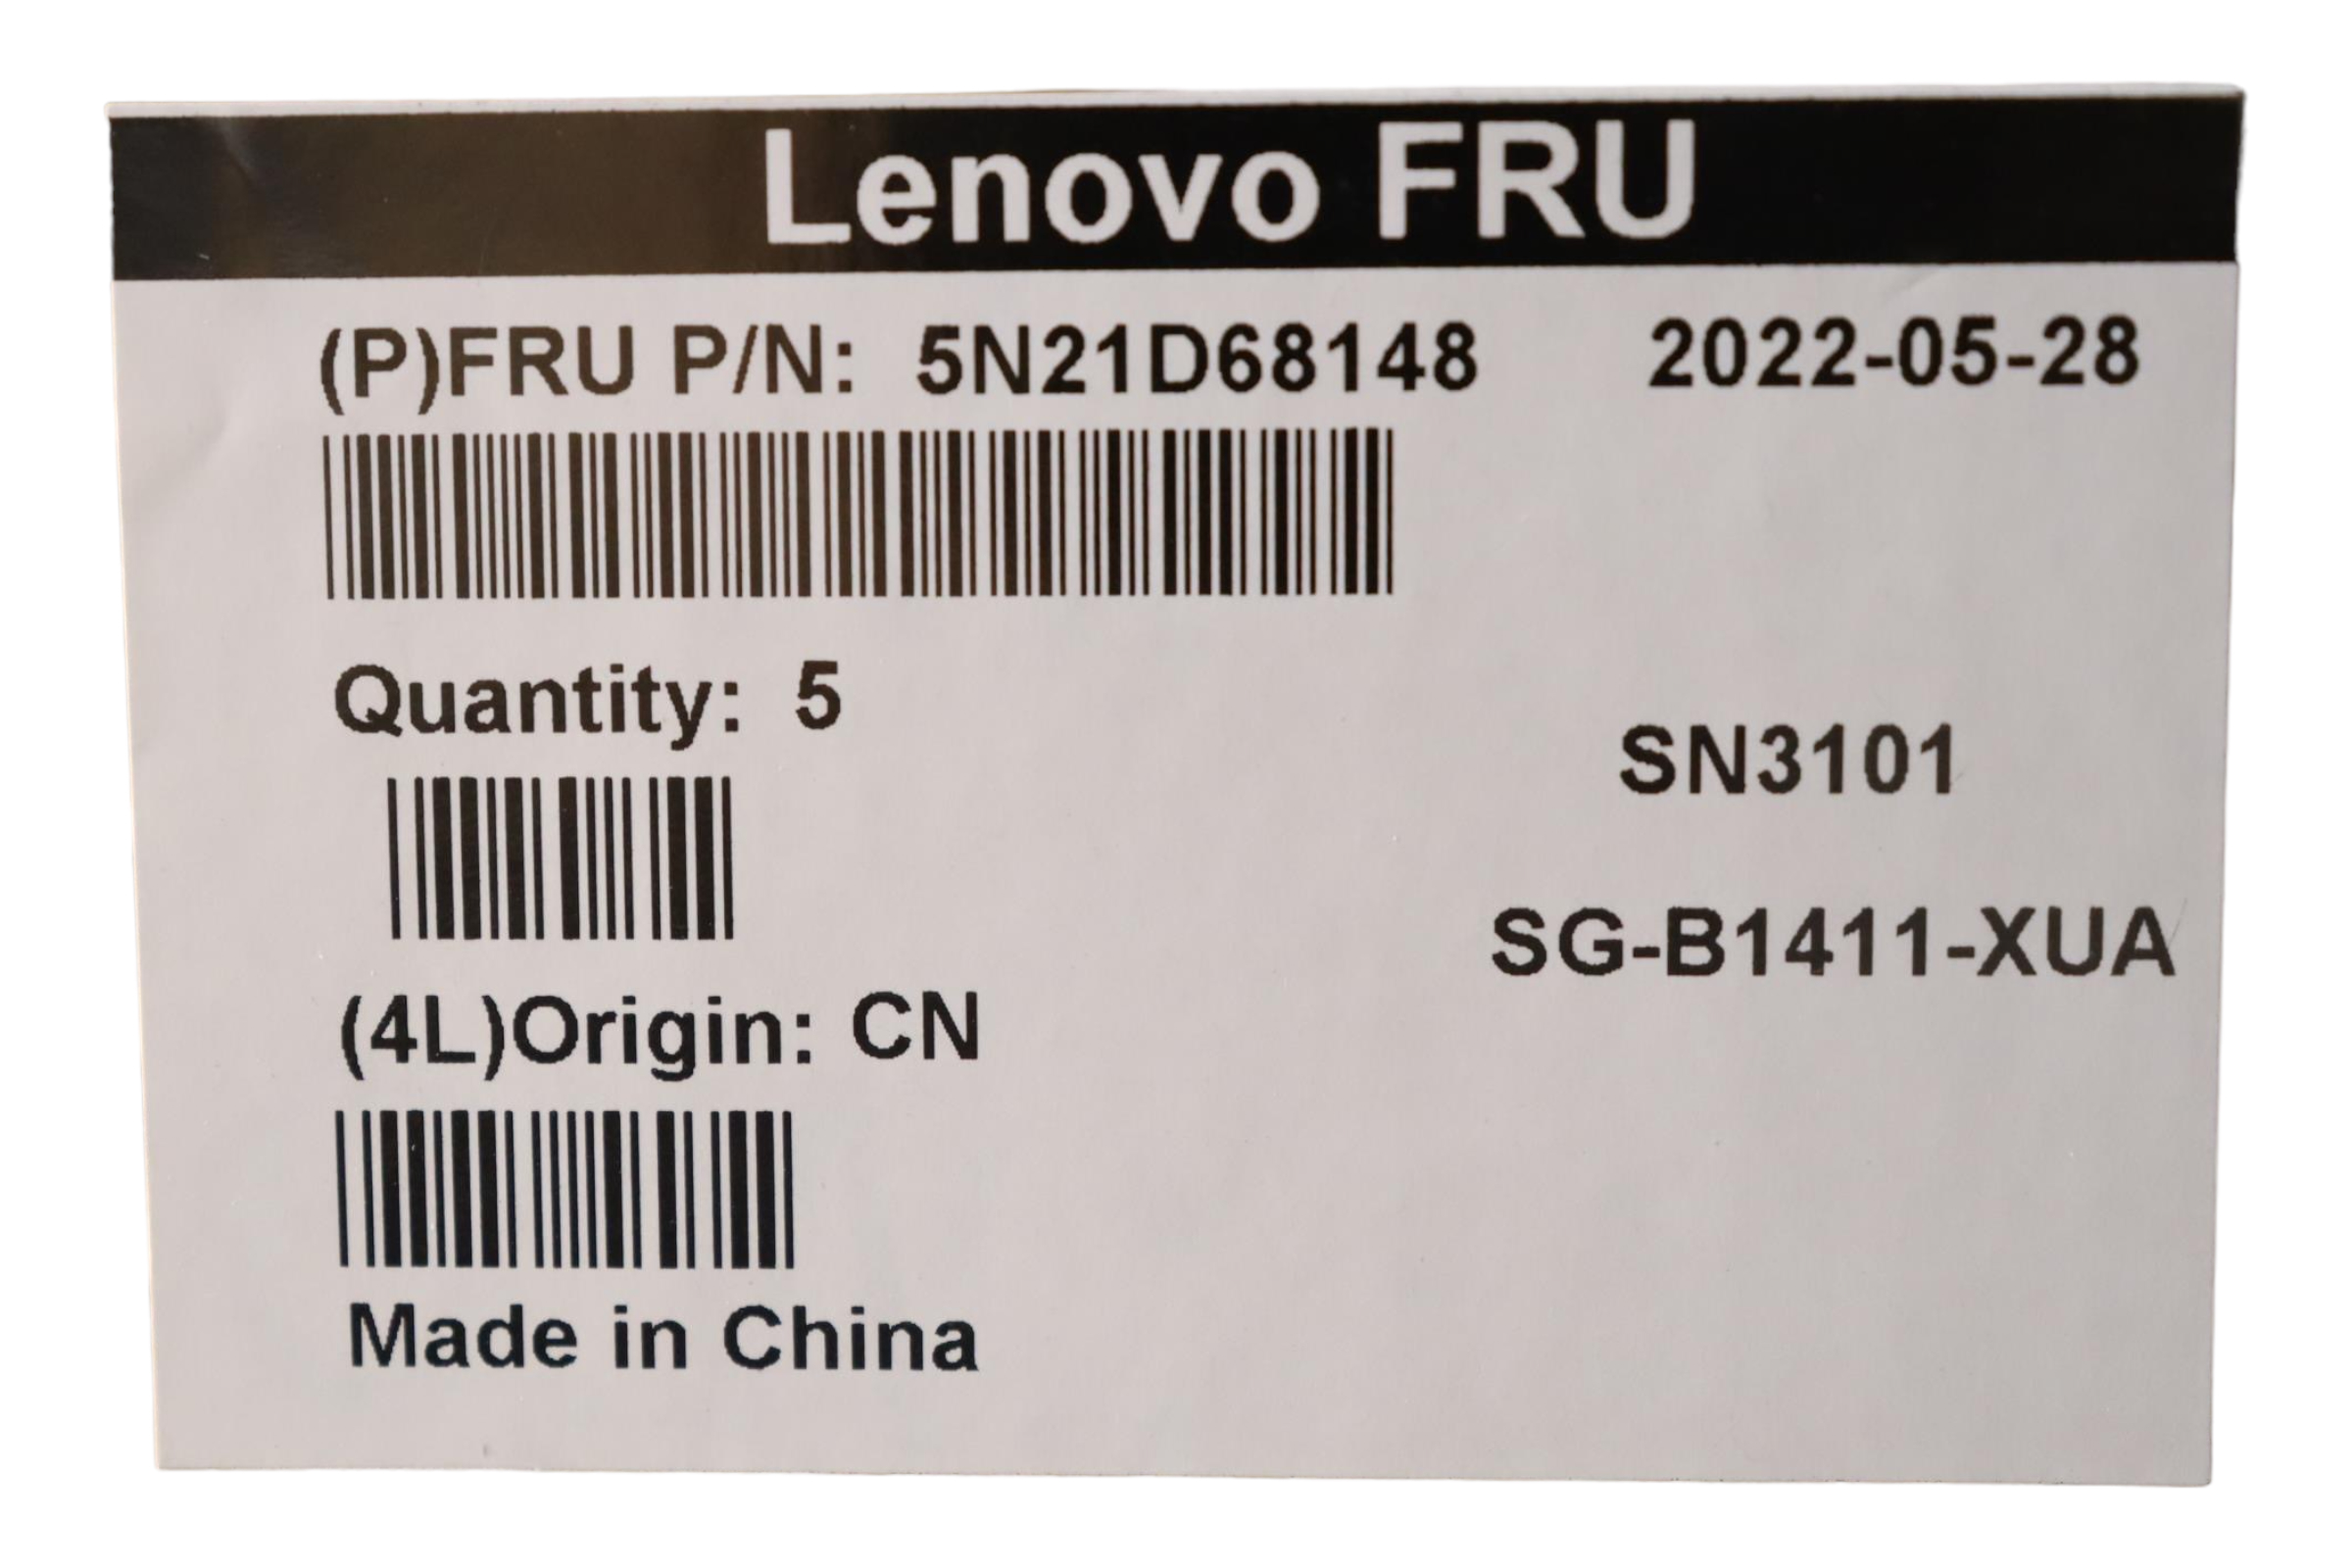 Lenovo FRU
(P)FRU P/N: 5N21D68148 2022-05-28
Quantity: 5
SN3101
SG-B1411-XUA
(4L)Origin: CN
Made in China